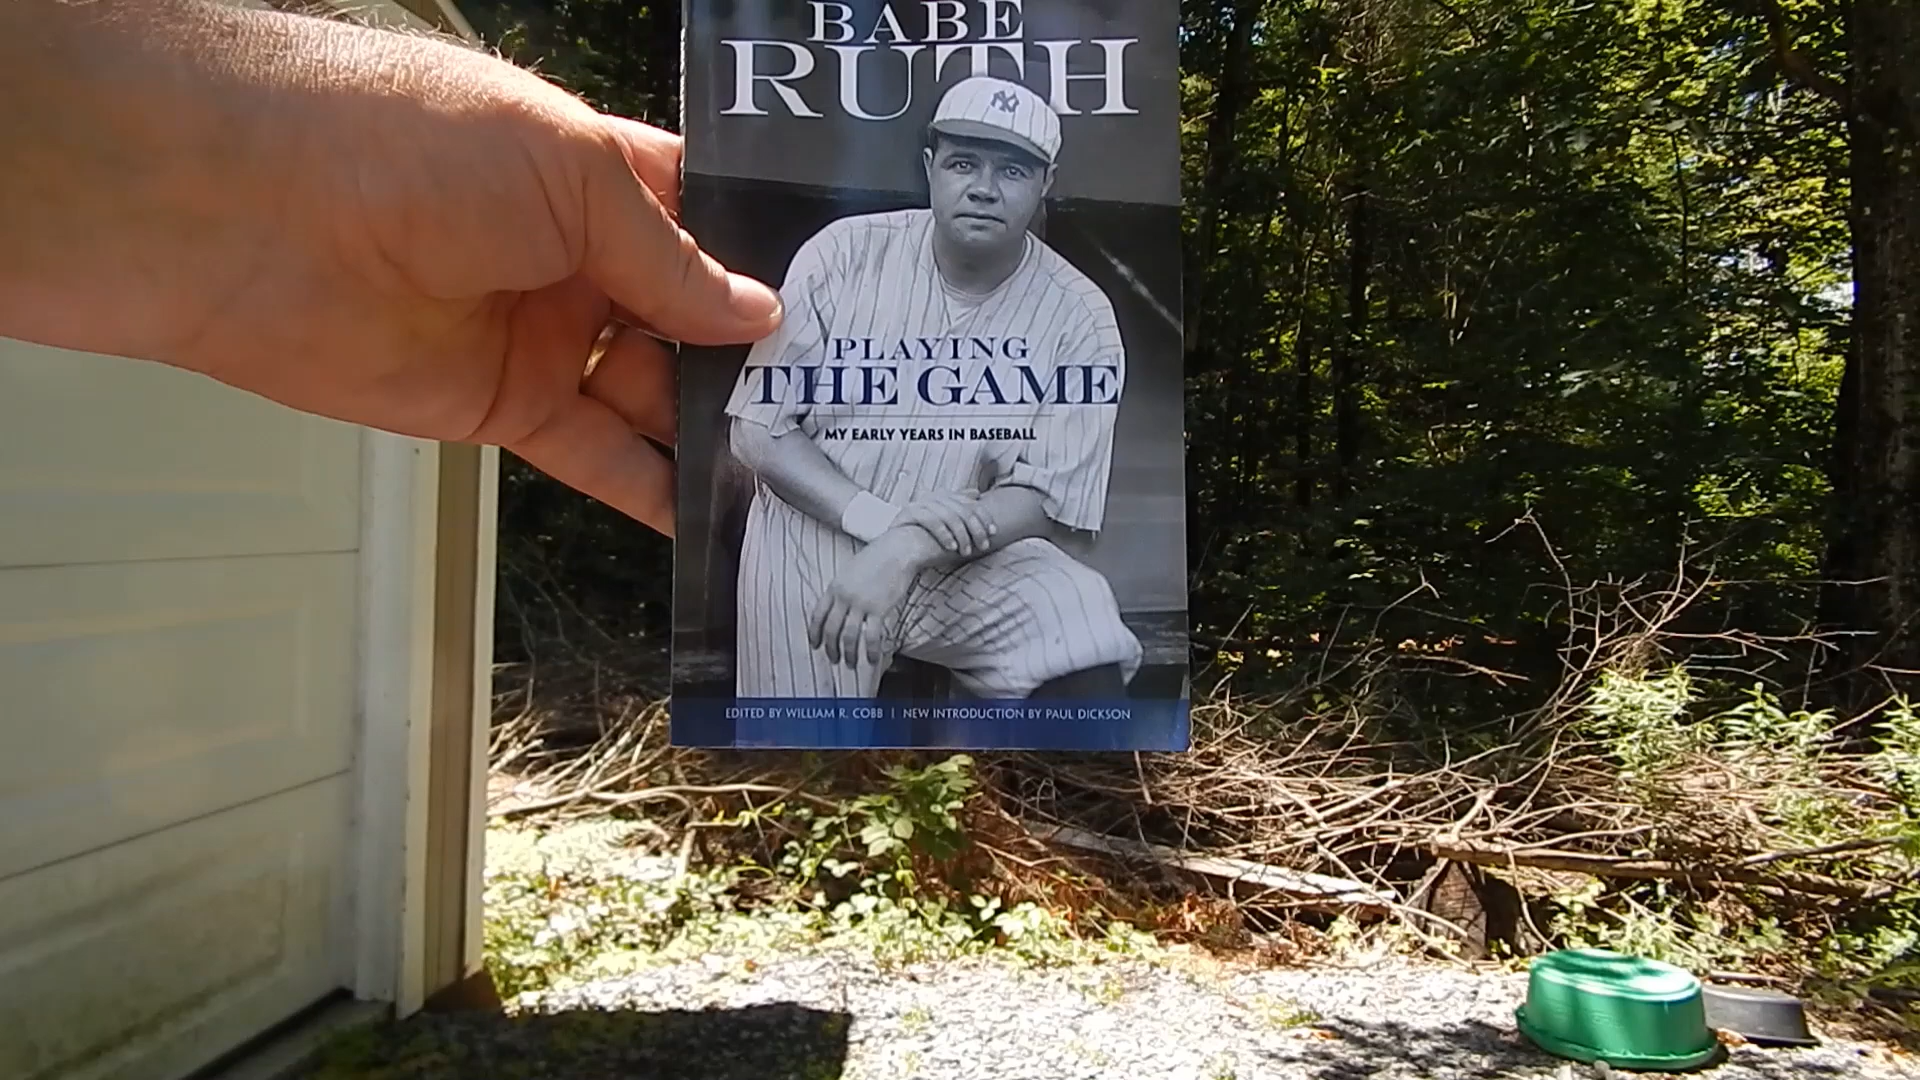 BABE
RUTH
NY
PLAYING
THE GAME
MY EARLY YEARS IN BASEBALL
EDITED BY WILLIAM R. COBB | NEW INTRODUCTION BY PAUL DICKSON